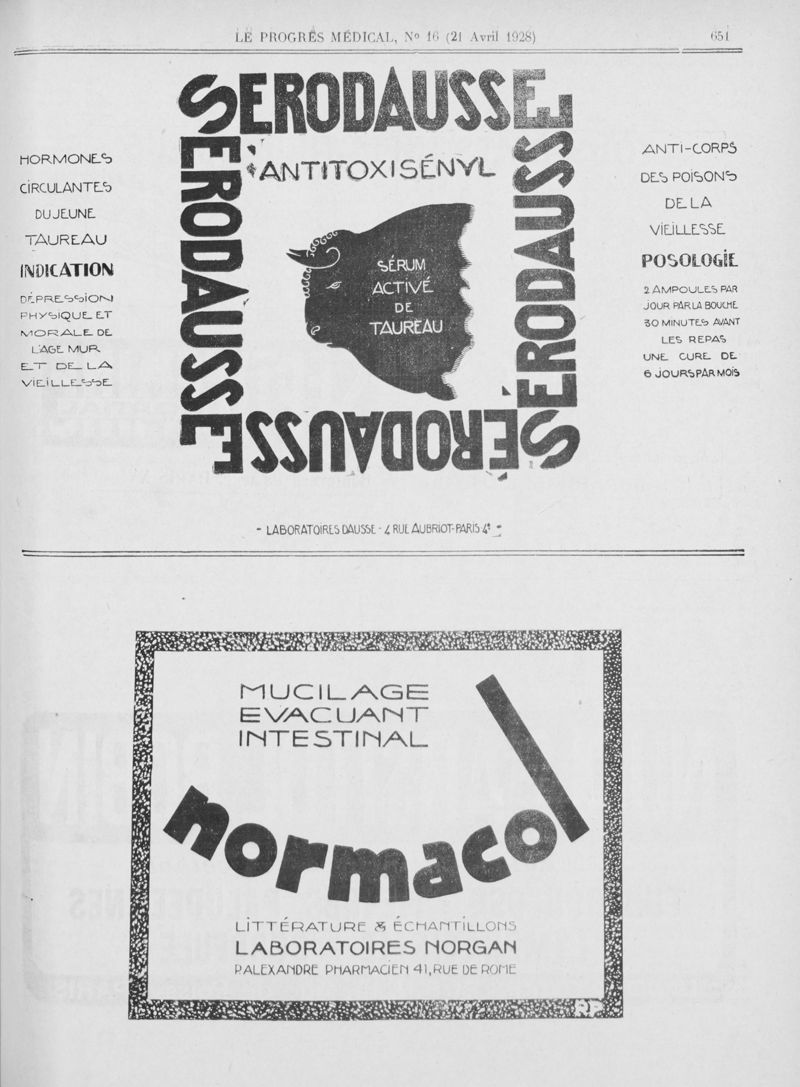 LE PROGRÈS MÉDICAL, Nº 16 (21 Avril 1928)
651
SERODAUSSE
SERODAUSSE
SÉRODAUSSE
SÉRODAUSSE
HORMONES
CIRCULANTES
DU JEUNE
TAUREAU
INDICATION
DÉPRESSION
PHYSIQUE ET
MORALE DE
L'AGE MUR
ET DE LA
VIEILLESSE
ANTITOXISÉNYL
SÉRUM
ACTIVÉ
DE
TAUREAU
ANTI-CORPS
DES POISONS
DE LA
VIEILLESSE
POSOLOGIE
2 AMPOULES PAR
JOUR PAR LA BOUCHE
30 MINUTES AVANT
LES REPAS
UNE CURE DE
6 JOURS PAR MOIS
- LABORATOIRES DAUSSE - 4 RUE AUBRIOT - PARIS 4e -
MUCILAGE
EVACUANT
INTESTINAL
normacol
LITTÉRATURE & ÉCHANTILLONS
LABORATOIRES NORGAN
P. ALEXANDRE PHARMACIEN 41, RUE DE ROME
RP